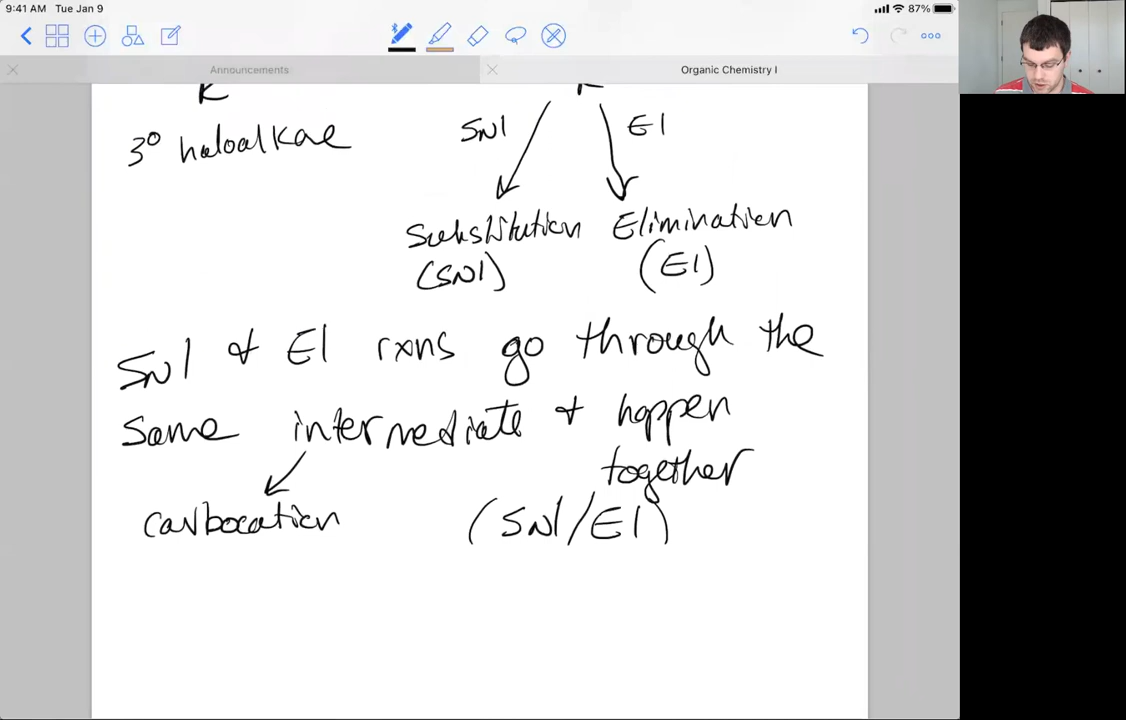 9:41 AM Tue Jan 9
87%
Announcements
Organic Chemistry I
R
3° haloalkae
SN1
E1
Substitution Elimination
(SN1) (E1)
SN1 & E1 rxns go through the
same intermediate & happen
together
carbocation (SN1/E1)